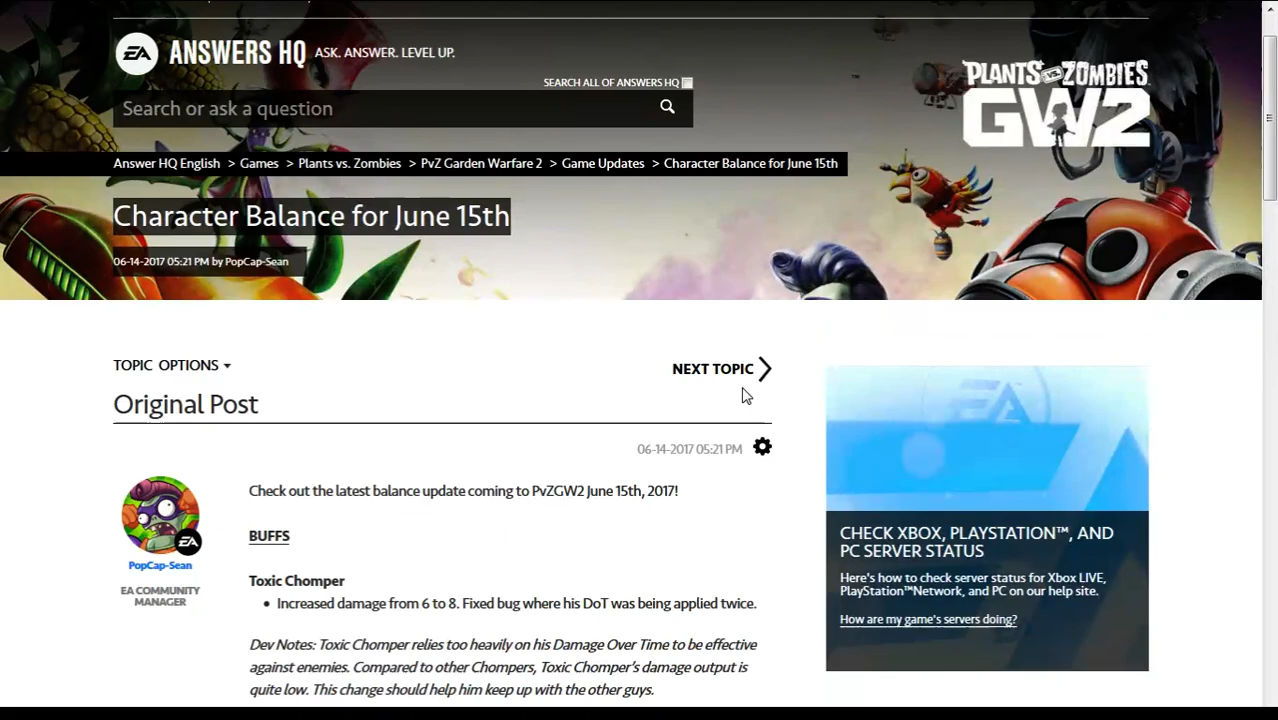 EA ANSWERS HQ ASK. ANSWER. LEVEL UP.
SEARCH ALL OF ANSWERS HQ
Search or ask a question
PLANTS VS. ZOMBIES
GW2
Answer HQ English > Games > Plants vs. Zombies > PvZ Garden Warfare 2 > Game Updates > Character Balance for June 15th
Character Balance for June 15th
06-14-2017 05:21 PM by PopCap-Sean
TOPIC OPTIONS
NEXT TOPIC
Original Post
06-14-2017 05:21 PM
Check out the latest balance update coming to PvZGW2 June 15th, 2017!
BUFFS
EA
PopCap-Sean
EA COMMUNITY
MANAGER
Toxic Chomper
• Increased damage from 6 to 8. Fixed bug where his DoT was being applied twice.
Dev Notes: Toxic Chomper relies too heavily on his Damage Over Time to be effective
against enemies. Compared to other Chompers, Toxic Chomper's damage output is
quite low. This change should help him keep up with the other guys.
EA
CHECK XBOX, PLAYSTATION™, AND
PC SERVER STATUS
Here's how to check server status for Xbox LIVE,
PlayStation™Network, and PC on our help site.
How are my game's servers doing?